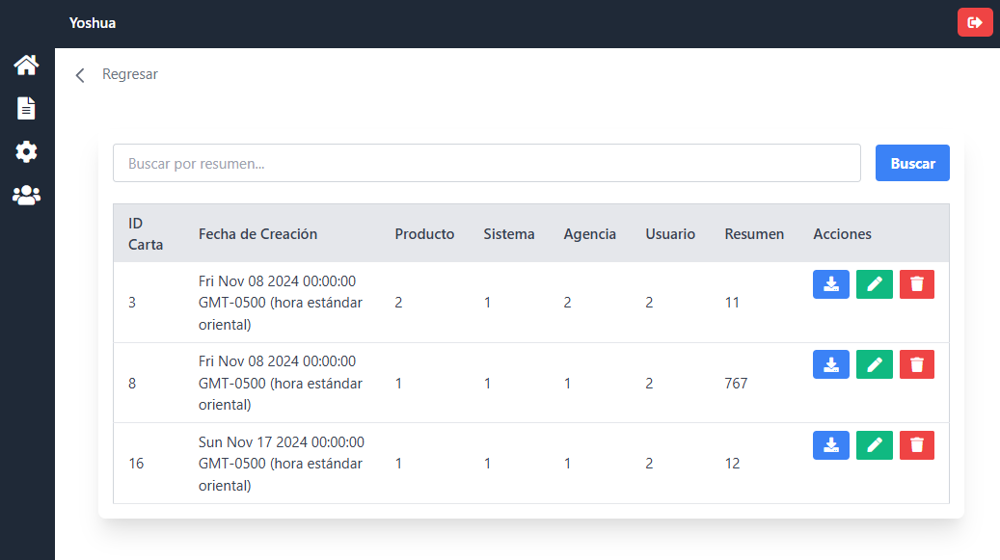 Yoshua
Regresar
Buscar por resumen...
Buscar
ID Carta Fecha de Creación Producto Sistema Agencia Usuario Resumen Acciones
3 Fri Nov 08 2024 00:00:00 GMT-0500 (hora estándar oriental) 2 1 2 2 11
8 Fri Nov 08 2024 00:00:00 GMT-0500 (hora estándar oriental) 1 1 1 2 767
16 Sun Nov 17 2024 00:00:00 GMT-0500 (hora estándar oriental) 1 1 1 2 12